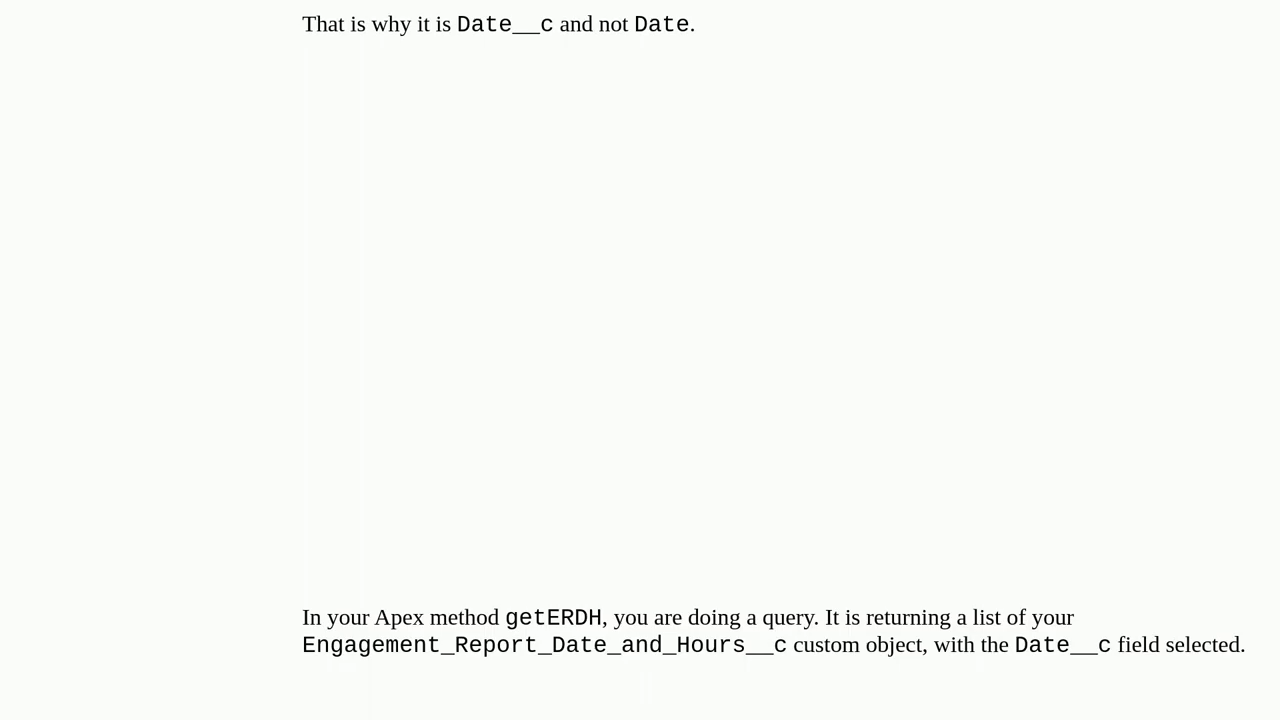 That is why it is Date__c and not Date.
In your Apex method getERDH, you are doing a query. It is returning a list of your
Engagement_Report_Date_and_Hours__c custom object, with the Date__c field selected.